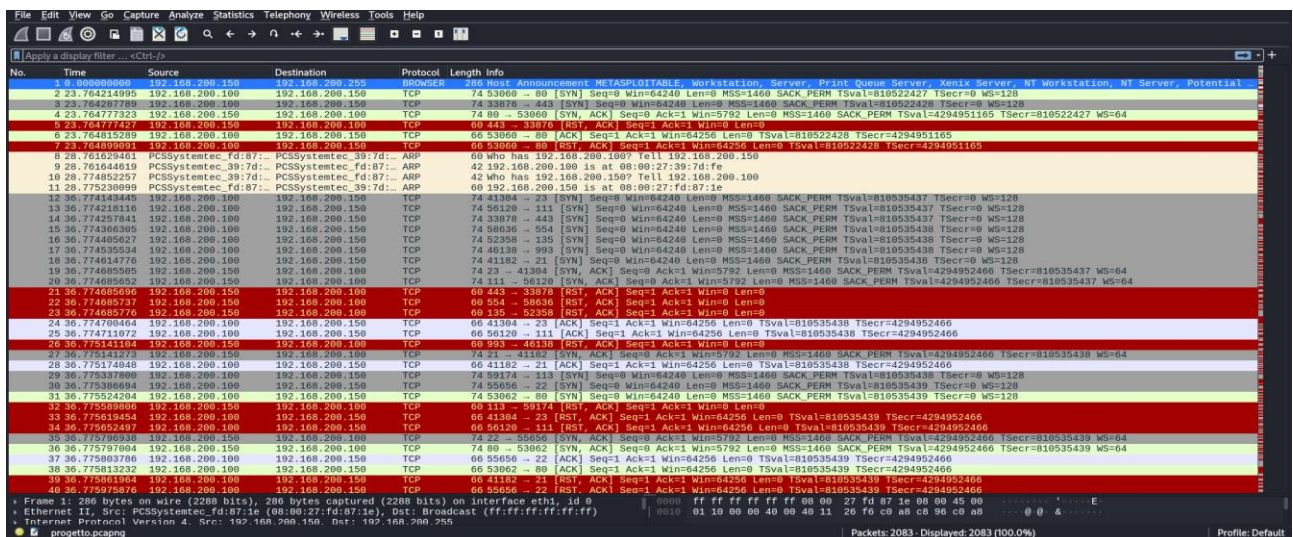 File Edit View Go Capture Analyze Statistics Telephony Wireless Tools Help
Apply a display filter ... <Ctrl-/>
No. Time Source Destination Protocol Length Info
1 0.000000000 192.168.200.150 192.168.200.255 BROWSER 286 Host Announcement METASPLOITABLE, Workstation, Server, Print Queue Server, Xenix Server, NT Workstation, NT Server, Potential ...
2 23.764214995 192.168.200.100 192.168.200.150 TCP 74 53060 → 80 [SYN] Seq=0 Win=64240 Len=0 MSS=1460 SACK_PERM TSval=810522427 TSecr=0 WS=128
3 23.764287789 192.168.200.100 192.168.200.150 TCP 74 33876 → 443 [SYN] Seq=0 Win=64240 Len=0 MSS=1460 SACK_PERM TSval=810522428 TSecr=0 WS=128
4 23.764777323 192.168.200.150 192.168.200.100 TCP 74 80 → 53060 [SYN, ACK] Seq=0 Ack=1 Win=5792 Len=0 MSS=1460 SACK_PERM TSval=4294951165 TSecr=810522427 WS=64
5 23.764777427 192.168.200.150 192.168.200.100 TCP 60 443 → 33876 [RST, ACK] Seq=1 Ack=1 Win=0 Len=0
6 23.764815289 192.168.200.100 192.168.200.150 TCP 66 53060 → 80 [ACK] Seq=1 Ack=1 Win=64256 Len=0 TSval=810522428 TSecr=4294951165
7 23.764899091 192.168.200.100 192.168.200.150 TCP 66 53060 → 80 [RST, ACK] Seq=1 Ack=1 Win=64256 Len=0 TSval=810522428 TSecr=4294951165
8 28.761629461 PCSSystemtec_fd:87:... PCSSystemtec_39:7d:... ARP 60 Who has 192.168.200.100? Tell 192.168.200.150
9 28.761644619 PCSSystemtec_39:7d:... PCSSystemtec_fd:87:... ARP 42 192.168.200.100 is at 08:00:27:39:7d:fe
10 28.774852257 PCSSystemtec_39:7d:... PCSSystemtec_fd:87:... ARP 42 Who has 192.168.200.150? Tell 192.168.200.100
11 28.775230099 PCSSystemtec_fd:87:... PCSSystemtec_39:7d:... ARP 60 192.168.200.150 is at 08:00:27:fd:87:1e
12 36.774143445 192.168.200.100 192.168.200.150 TCP 74 41304 → 23 [SYN] Seq=0 Win=64240 Len=0 MSS=1460 SACK_PERM TSval=810535437 TSecr=0 WS=128
13 36.774218116 192.168.200.100 192.168.200.150 TCP 74 56120 → 111 [SYN] Seq=0 Win=64240 Len=0 MSS=1460 SACK_PERM TSval=810535437 TSecr=0 WS=128
14 36.774257841 192.168.200.100 192.168.200.150 TCP 74 33878 → 443 [SYN] Seq=0 Win=64240 Len=0 MSS=1460 SACK_PERM TSval=810535437 TSecr=0 WS=128
15 36.774366305 192.168.200.100 192.168.200.150 TCP 74 58636 → 554 [SYN] Seq=0 Win=64240 Len=0 MSS=1460 SACK_PERM TSval=810535438 TSecr=0 WS=128
16 36.774405627 192.168.200.100 192.168.200.150 TCP 74 52358 → 135 [SYN] Seq=0 Win=64240 Len=0 MSS=1460 SACK_PERM TSval=810535438 TSecr=0 WS=128
17 36.774535534 192.168.200.100 192.168.200.150 TCP 74 46138 → 993 [SYN] Seq=0 Win=64240 Len=0 MSS=1460 SACK_PERM TSval=810535438 TSecr=0 WS=128
18 36.774614776 192.168.200.100 192.168.200.150 TCP 74 41182 → 21 [SYN] Seq=0 Win=64240 Len=0 MSS=1460 SACK_PERM TSval=810535438 TSecr=0 WS=128
19 36.774685505 192.168.200.150 192.168.200.100 TCP 74 23 → 41304 [SYN, ACK] Seq=0 Ack=1 Win=5792 Len=0 MSS=1460 SACK_PERM TSval=4294952466 TSecr=810535437 WS=64
20 36.774685652 192.168.200.150 192.168.200.100 TCP 74 111 → 56120 [SYN, ACK] Seq=0 Ack=1 Win=5792 Len=0 MSS=1460 SACK_PERM TSval=4294952466 TSecr=810535437 WS=64
21 36.774685696 192.168.200.150 192.168.200.100 TCP 60 443 → 33878 [RST, ACK] Seq=1 Ack=1 Win=0 Len=0
22 36.774685737 192.168.200.150 192.168.200.100 TCP 60 554 → 58636 [RST, ACK] Seq=1 Ack=1 Win=0 Len=0
23 36.774685776 192.168.200.150 192.168.200.100 TCP 60 135 → 52358 [RST, ACK] Seq=1 Ack=1 Win=0 Len=0
24 36.774700464 192.168.200.100 192.168.200.150 TCP 66 41304 → 23 [ACK] Seq=1 Ack=1 Win=64256 Len=0 TSval=810535438 TSecr=4294952466
25 36.774711072 192.168.200.100 192.168.200.150 TCP 66 56120 → 111 [ACK] Seq=1 Ack=1 Win=64256 Len=0 TSval=810535438 TSecr=4294952466
26 36.775141104 192.168.200.150 192.168.200.100 TCP 60 993 → 46138 [RST, ACK] Seq=1 Ack=1 Win=0 Len=0
27 36.775141273 192.168.200.150 192.168.200.100 TCP 74 21 → 41182 [SYN, ACK] Seq=0 Ack=1 Win=5792 Len=0 MSS=1460 SACK_PERM TSval=4294952466 TSecr=810535438 WS=64
28 36.775174048 192.168.200.100 192.168.200.150 TCP 66 41182 → 21 [ACK] Seq=1 Ack=1 Win=64256 Len=0 TSval=810535438 TSecr=4294952466
29 36.775337800 192.168.200.100 192.168.200.150 TCP 74 59174 → 113 [SYN] Seq=0 Win=64240 Len=0 MSS=1460 SACK_PERM TSval=810535438 TSecr=0 WS=128
30 36.775386694 192.168.200.100 192.168.200.150 TCP 74 55656 → 22 [SYN] Seq=0 Win=64240 Len=0 MSS=1460 SACK_PERM TSval=810535439 TSecr=0 WS=128
31 36.775524204 192.168.200.100 192.168.200.150 TCP 74 53062 → 80 [SYN] Seq=0 Win=64240 Len=0 MSS=1460 SACK_PERM TSval=810535439 TSecr=0 WS=128
32 36.775589806 192.168.200.150 192.168.200.100 TCP 60 113 → 59174 [RST, ACK] Seq=1 Ack=1 Win=0 Len=0
33 36.775619454 192.168.200.100 192.168.200.150 TCP 66 41304 → 23 [RST, ACK] Seq=1 Ack=1 Win=64256 Len=0 TSval=810535439 TSecr=4294952466
34 36.775652497 192.168.200.100 192.168.200.150 TCP 66 56120 → 111 [RST, ACK] Seq=1 Ack=1 Win=64256 Len=0 TSval=810535439 TSecr=4294952466
35 36.775796938 192.168.200.150 192.168.200.100 TCP 74 22 → 55656 [SYN, ACK] Seq=0 Ack=1 Win=5792 Len=0 MSS=1460 SACK_PERM TSval=4294952466 TSecr=810535439 WS=64
36 36.775797004 192.168.200.150 192.168.200.100 TCP 74 80 → 53062 [SYN, ACK] Seq=0 Ack=1 Win=5792 Len=0 MSS=1460 SACK_PERM TSval=4294952466 TSecr=810535439 WS=64
37 36.775803786 192.168.200.100 192.168.200.150 TCP 66 55656 → 22 [ACK] Seq=1 Ack=1 Win=64256 Len=0 TSval=810535439 TSecr=4294952466
38 36.775813232 192.168.200.100 192.168.200.150 TCP 66 53062 → 80 [ACK] Seq=1 Ack=1 Win=64256 Len=0 TSval=810535439 TSecr=4294952466
39 36.775861964 192.168.200.100 192.168.200.150 TCP 66 41182 → 21 [RST, ACK] Seq=1 Ack=1 Win=64256 Len=0 TSval=810535439 TSecr=4294952466
40 36.775975876 192.168.200.100 192.168.200.150 TCP 66 55656 → 22 [RST, ACK] Seq=1 Ack=1 Win=64256 Len=0 TSval=810535439 TSecr=4294952466
Frame 1: 286 bytes on wire (2288 bits), 286 bytes captured (2288 bits) on interface eth1, id 0
Ethernet II, Src: PCSSystemtec_fd:87:1e (08:00:27:fd:87:1e), Dst: Broadcast (ff:ff:ff:ff:ff:ff)
Internet Protocol Version 4, Src: 192.168.200.150, Dst: 192.168.200.255
0000 ff ff ff ff ff ff 08 00 27 fd 87 1e 08 00 45 00 ········ '·····E·
0010 01 10 00 00 40 00 40 11 26 f6 c0 a8 c8 96 c0 a8 ····@·@· &·······
progetto.pcapng
Packets: 2083 · Displayed: 2083 (100.0%)
Profile: Default